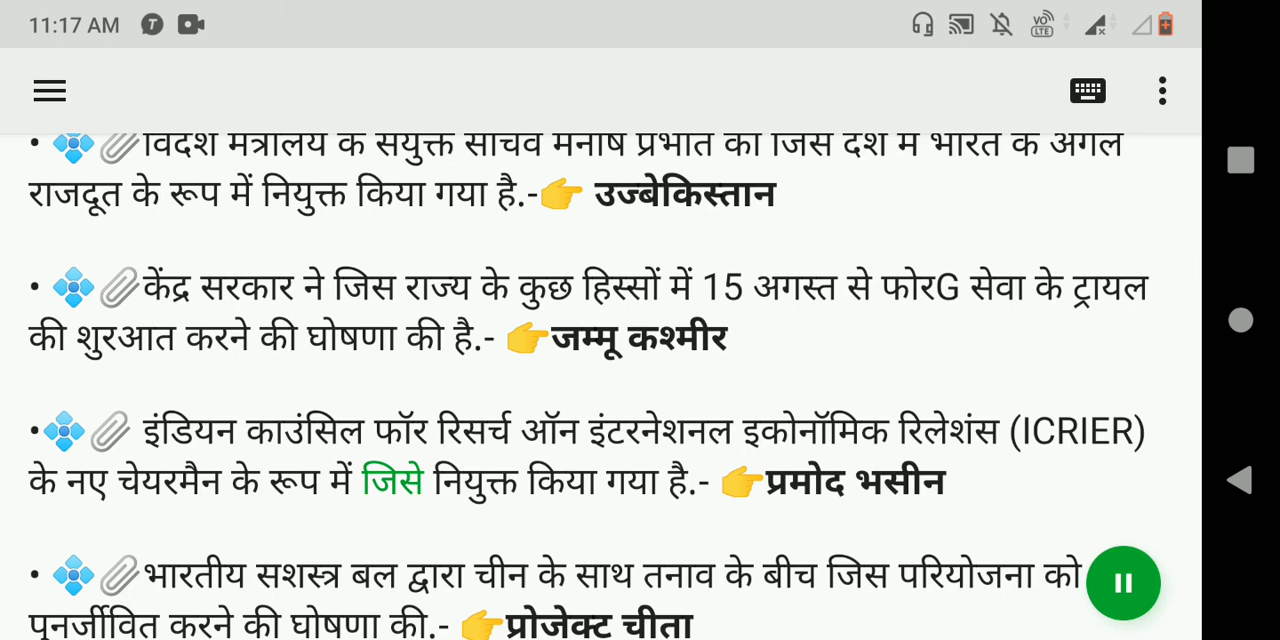 11:17 AM
• विदेश मंत्रालय के संयुक्त सचिव मनीष प्रभात को जिस देश में भारत के अगले
राजदूत के रूप में नियुक्त किया गया है.-👉 उज्बेकिस्तान
• केंद्र सरकार ने जिस राज्य के कुछ हिस्सों में 15 अगस्त से फोरG सेवा के ट्रायल
की शुरआत करने की घोषणा की है.- 👉जम्मू कश्मीर
• इंडियन काउंसिल फॉर रिसर्च ऑन इंटरनेशनल इकोनॉमिक रिलेशंस (ICRIER)
के नए चेयरमैन के रूप में जिसे नियुक्त किया गया है.- 👉प्रमोद भसीन
• भारतीय सशस्त्र बल द्वारा चीन के साथ तनाव के बीच जिस परियोजना को
पुनर्जीवित करने की घोषणा की.- 👉प्रोजेक्ट चीता